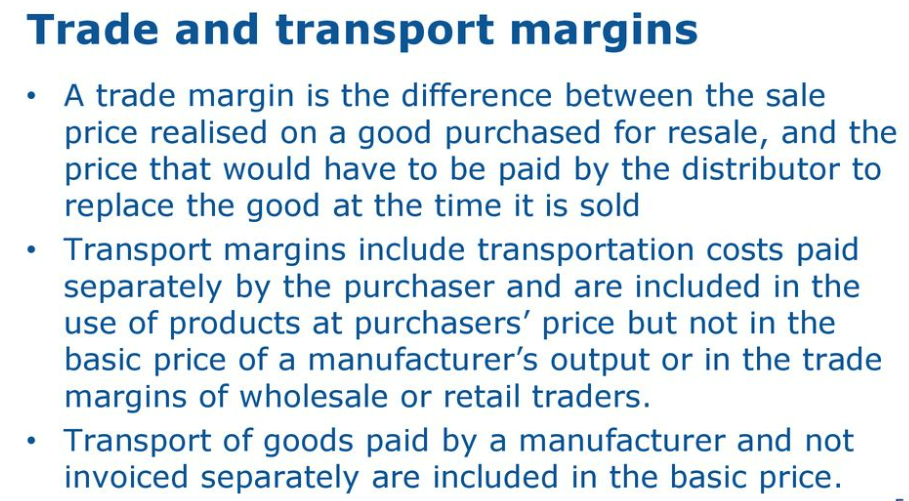 Trade and transport margins
• A trade margin is the difference between the sale
price realised on a good purchased for resale, and the
price that would have to be paid by the distributor to
replace the good at the time it is sold
• Transport margins include transportation costs paid
separately by the purchaser and are included in the
use of products at purchasers’ price but not in the
basic price of a manufacturer’s output or in the trade
margins of wholesale or retail traders.
• Transport of goods paid by a manufacturer and not
invoiced separately are included in the basic price.